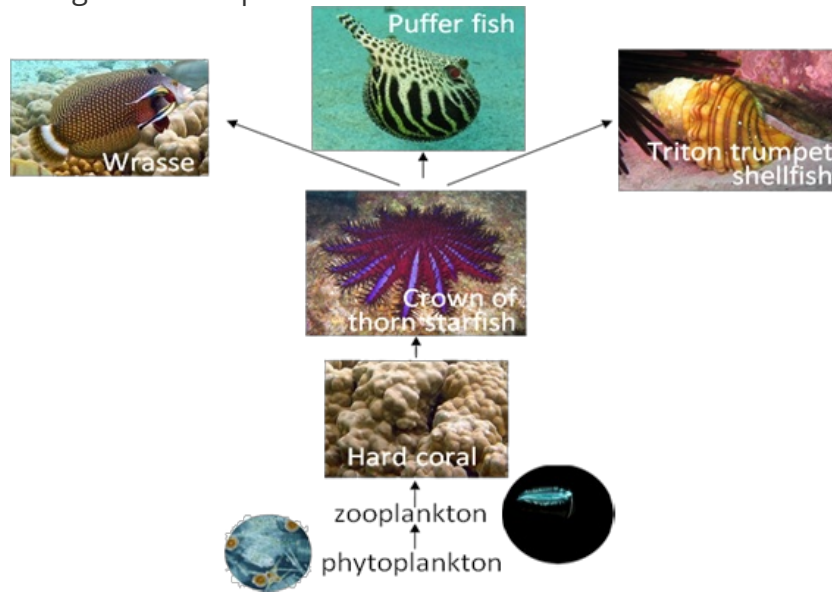 Puffer fish
Wrasse
Triton trumpet
shellfish
Crown of
thorn starfish
Hard coral
zooplankton
phytoplankton